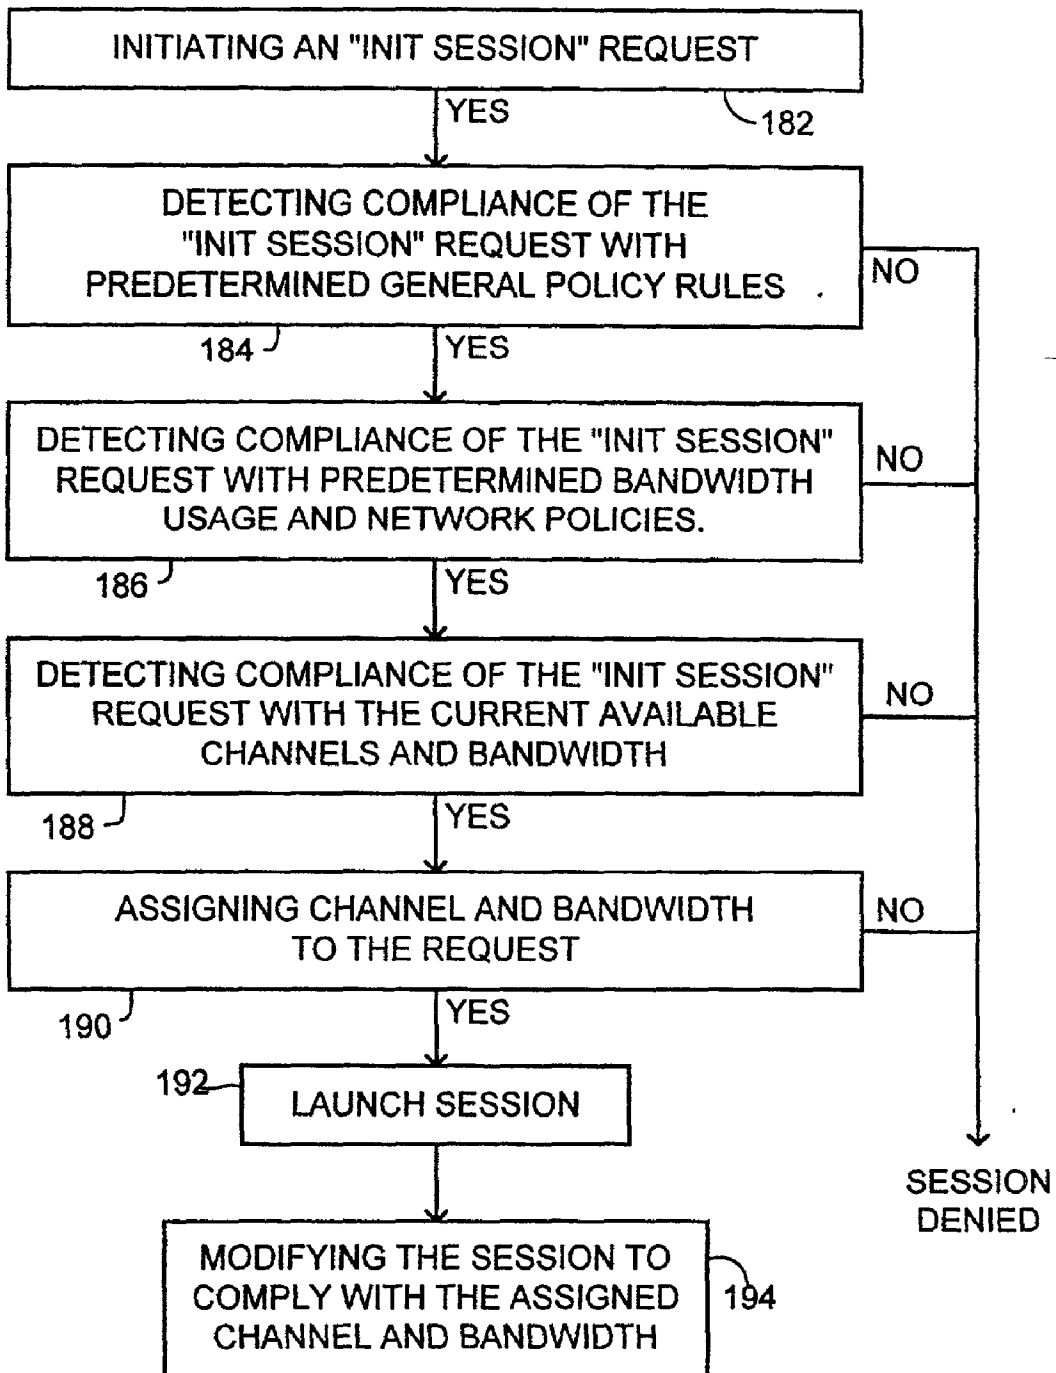 INITIATING AN "INIT SESSION" REQUEST
YES
182
DETECTING COMPLIANCE OF THE
"INIT SESSION" REQUEST WITH
PREDETERMINED GENERAL POLICY RULES
NO
184
YES
DETECTING COMPLIANCE OF THE "INIT SESSION"
REQUEST WITH PREDETERMINED BANDWIDTH
USAGE AND NETWORK POLICIES.
NO
186
YES
DETECTING COMPLIANCE OF THE "INIT SESSION"
REQUEST WITH THE CURRENT AVAILABLE
CHANNELS AND BANDWIDTH
NO
188
YES
ASSIGNING CHANNEL AND BANDWIDTH
TO THE REQUEST
NO
190
YES
192
LAUNCH SESSION
SESSION
DENIED
MODIFYING THE SESSION TO
COMPLY WITH THE ASSIGNED
CHANNEL AND BANDWIDTH
194